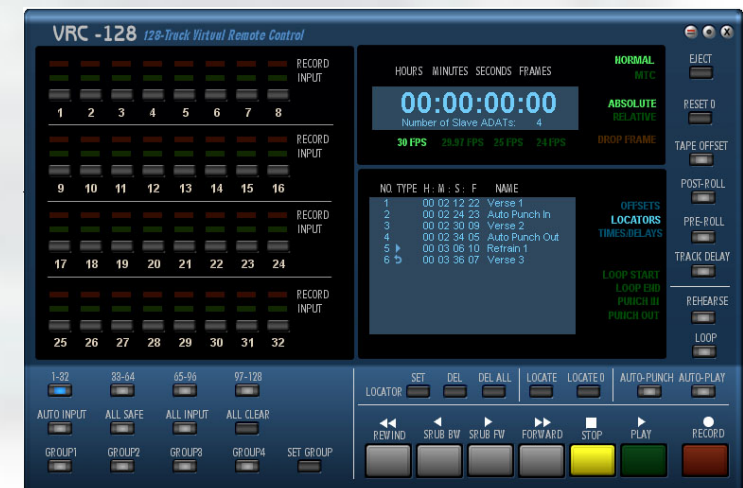 VRC -128 128-Track Virtual Remote Control
RECORD
INPUT
1 2 3 4 5 6 7 8
RECORD
INPUT
9 10 11 12 13 14 15 16
RECORD
INPUT
17 18 19 20 21 22 23 24
RECORD
INPUT
25 26 27 28 29 30 31 32
HOURS MINUTES SECONDS FRAMES
00:00:00:00
Number of Slave ADATs: 4
30 FPS 29.97 FPS 25 FPS 24 FPS
NORMAL
MTC
ABSOLUTE
RELATIVE
DROP FRAME
NO. TYPE H : M : S : F NAME
1 00 02 12 22 Verse 1
2 00 02 24 23 Auto Punch In
3 00 02 30 09 Verse 2
4 00 02 34 05 Auto Punch Out
5 00 03 06 10 Refrain 1
6 00 03 36 07 Verse 3
OFFSETS
LOCATORS
TIMES/DELAYS
LOOP START
LOOP END
PUNCH IN
PUNCH OUT
EJECT
RESET 0
TAPE OFFSET
POST-ROLL
PRE-ROLL
TRACK DELAY
REHEARSE
LOOP
1-32 33-64 65-96 97-128
AUTO INPUT ALL SAFE ALL INPUT ALL CLEAR
GROUP1 GROUP2 GROUP3 GROUP4 SET GROUP
SET DEL DEL ALL LOCATE LOCATE 0 AUTO-PUNCH AUTO-PLAY
LOCATOR
REWIND SRUB BW SRUB FW FORWARD STOP PLAY RECORD